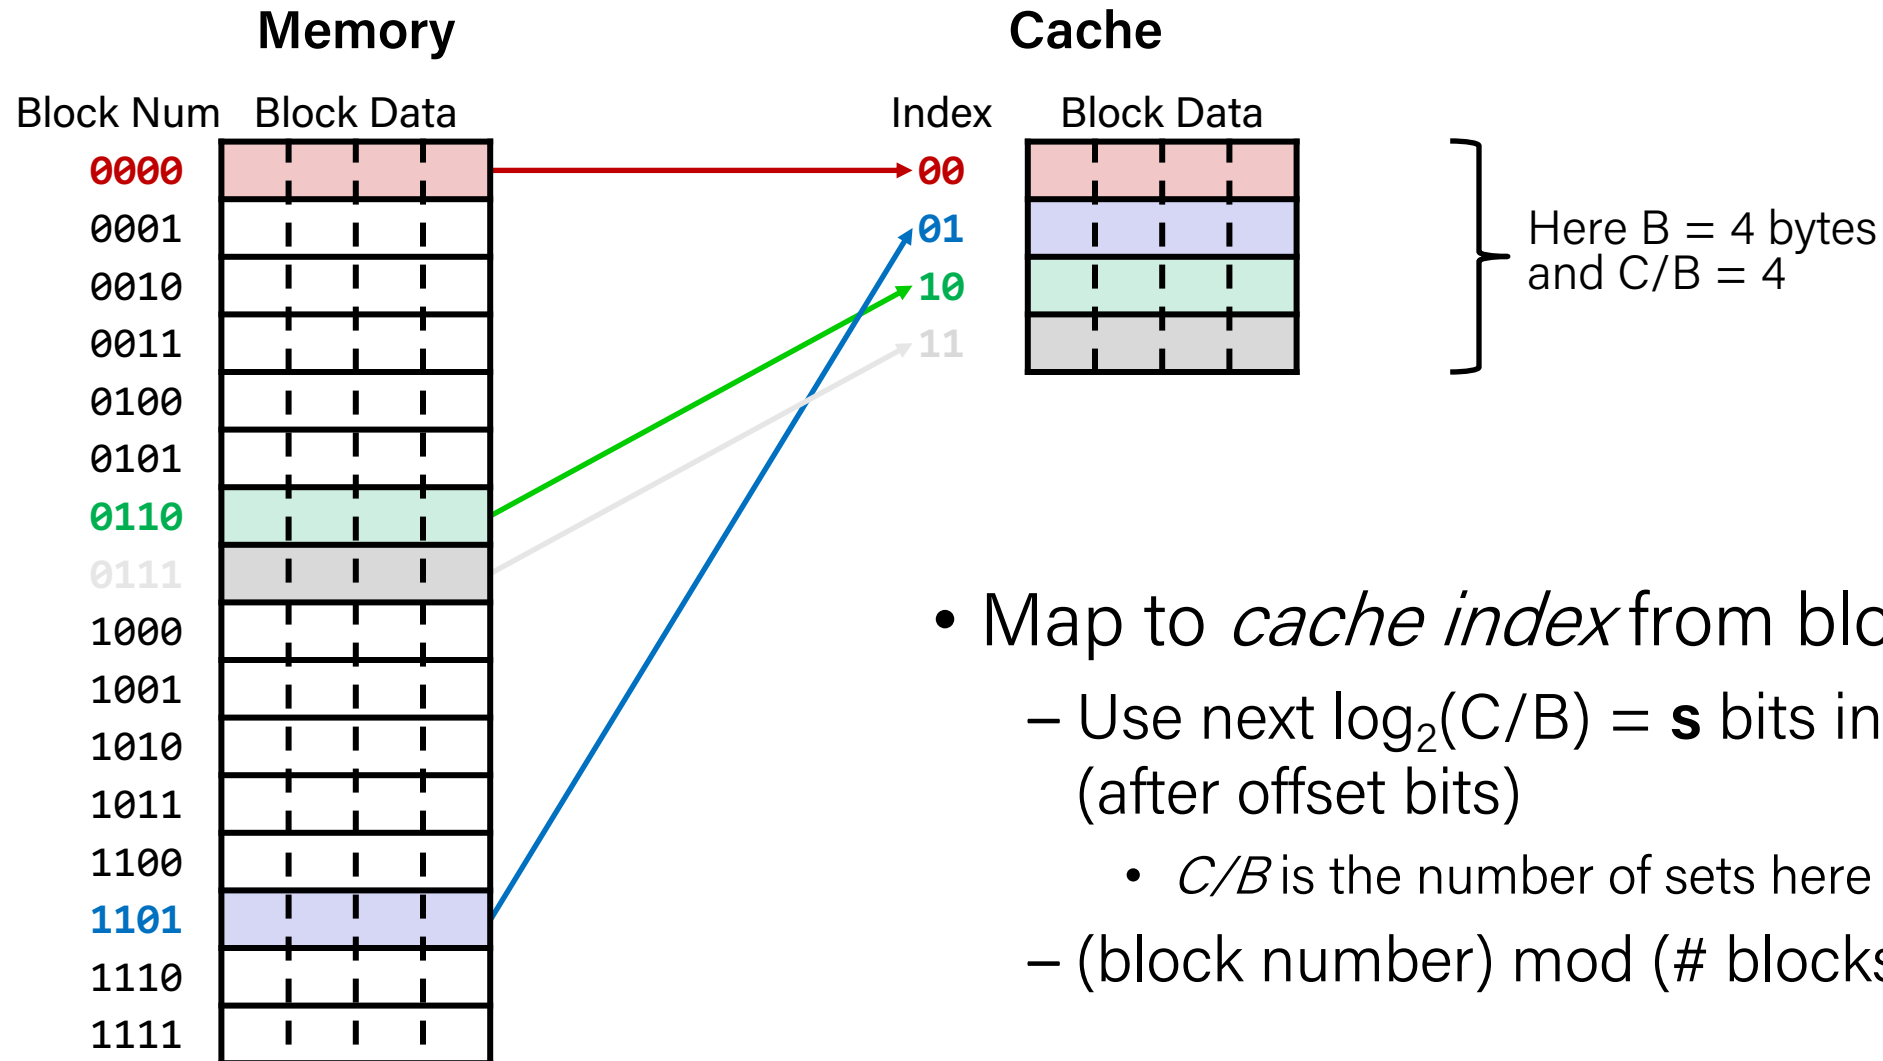 Memory
Cache
Block Num Block Data
Index Block Data
0000
0001
0010
0011
0100
0101
0110
0111
1000
1001
1010
1011
1100
1101
1110
1111
00
01
10
11
Here B = 4 bytes
and C/B = 4
• Map to cache index from
– Use next log₂(C/B) = s bits in
(after offset bits)
• C/B is the number of sets here
– (block number) mod (# blocks